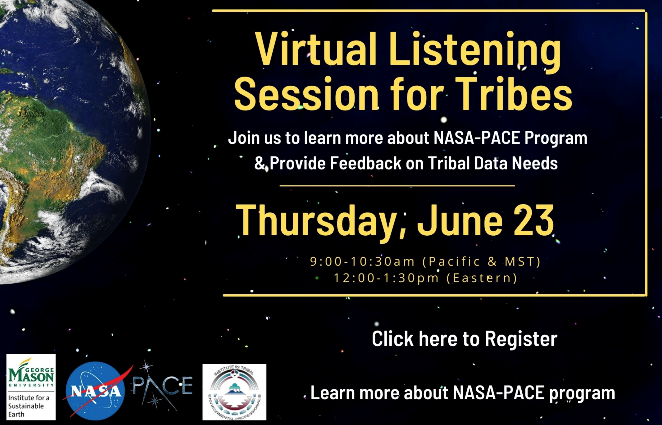 Virtual Listening
Session for Tribes
Join us to learn more about NASA-PACE Program
& Provide Feedback on Tribal Data Needs
Thursday, June 23
9:00-10:30am (Pacific & MST)
12:00-1:30pm (Eastern)
Click here to Register
Learn more about NASA-PACE program
GEORGE
MASON
UNIVERSITY
Institute for a
Sustainable
Earth
NASA
PACE